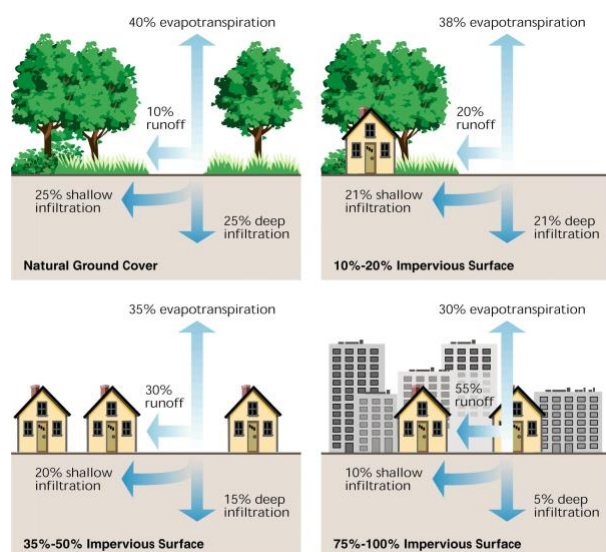 40% evapotranspiration
10%
runoff
25% shallow
infiltration
25% deep
infiltration
Natural Ground Cover
38% evapotranspiration
20%
runoff
21% shallow
infiltration
21% deep
infiltration
10%-20% Impervious Surface
35% evapotranspiration
30%
runoff
20% shallow
infiltration
15% deep
infiltration
35%-50% Impervious Surface
30% evapotranspiration
55%
runoff
10% shallow
infiltration
5% deep
infiltration
75%-100% Impervious Surface